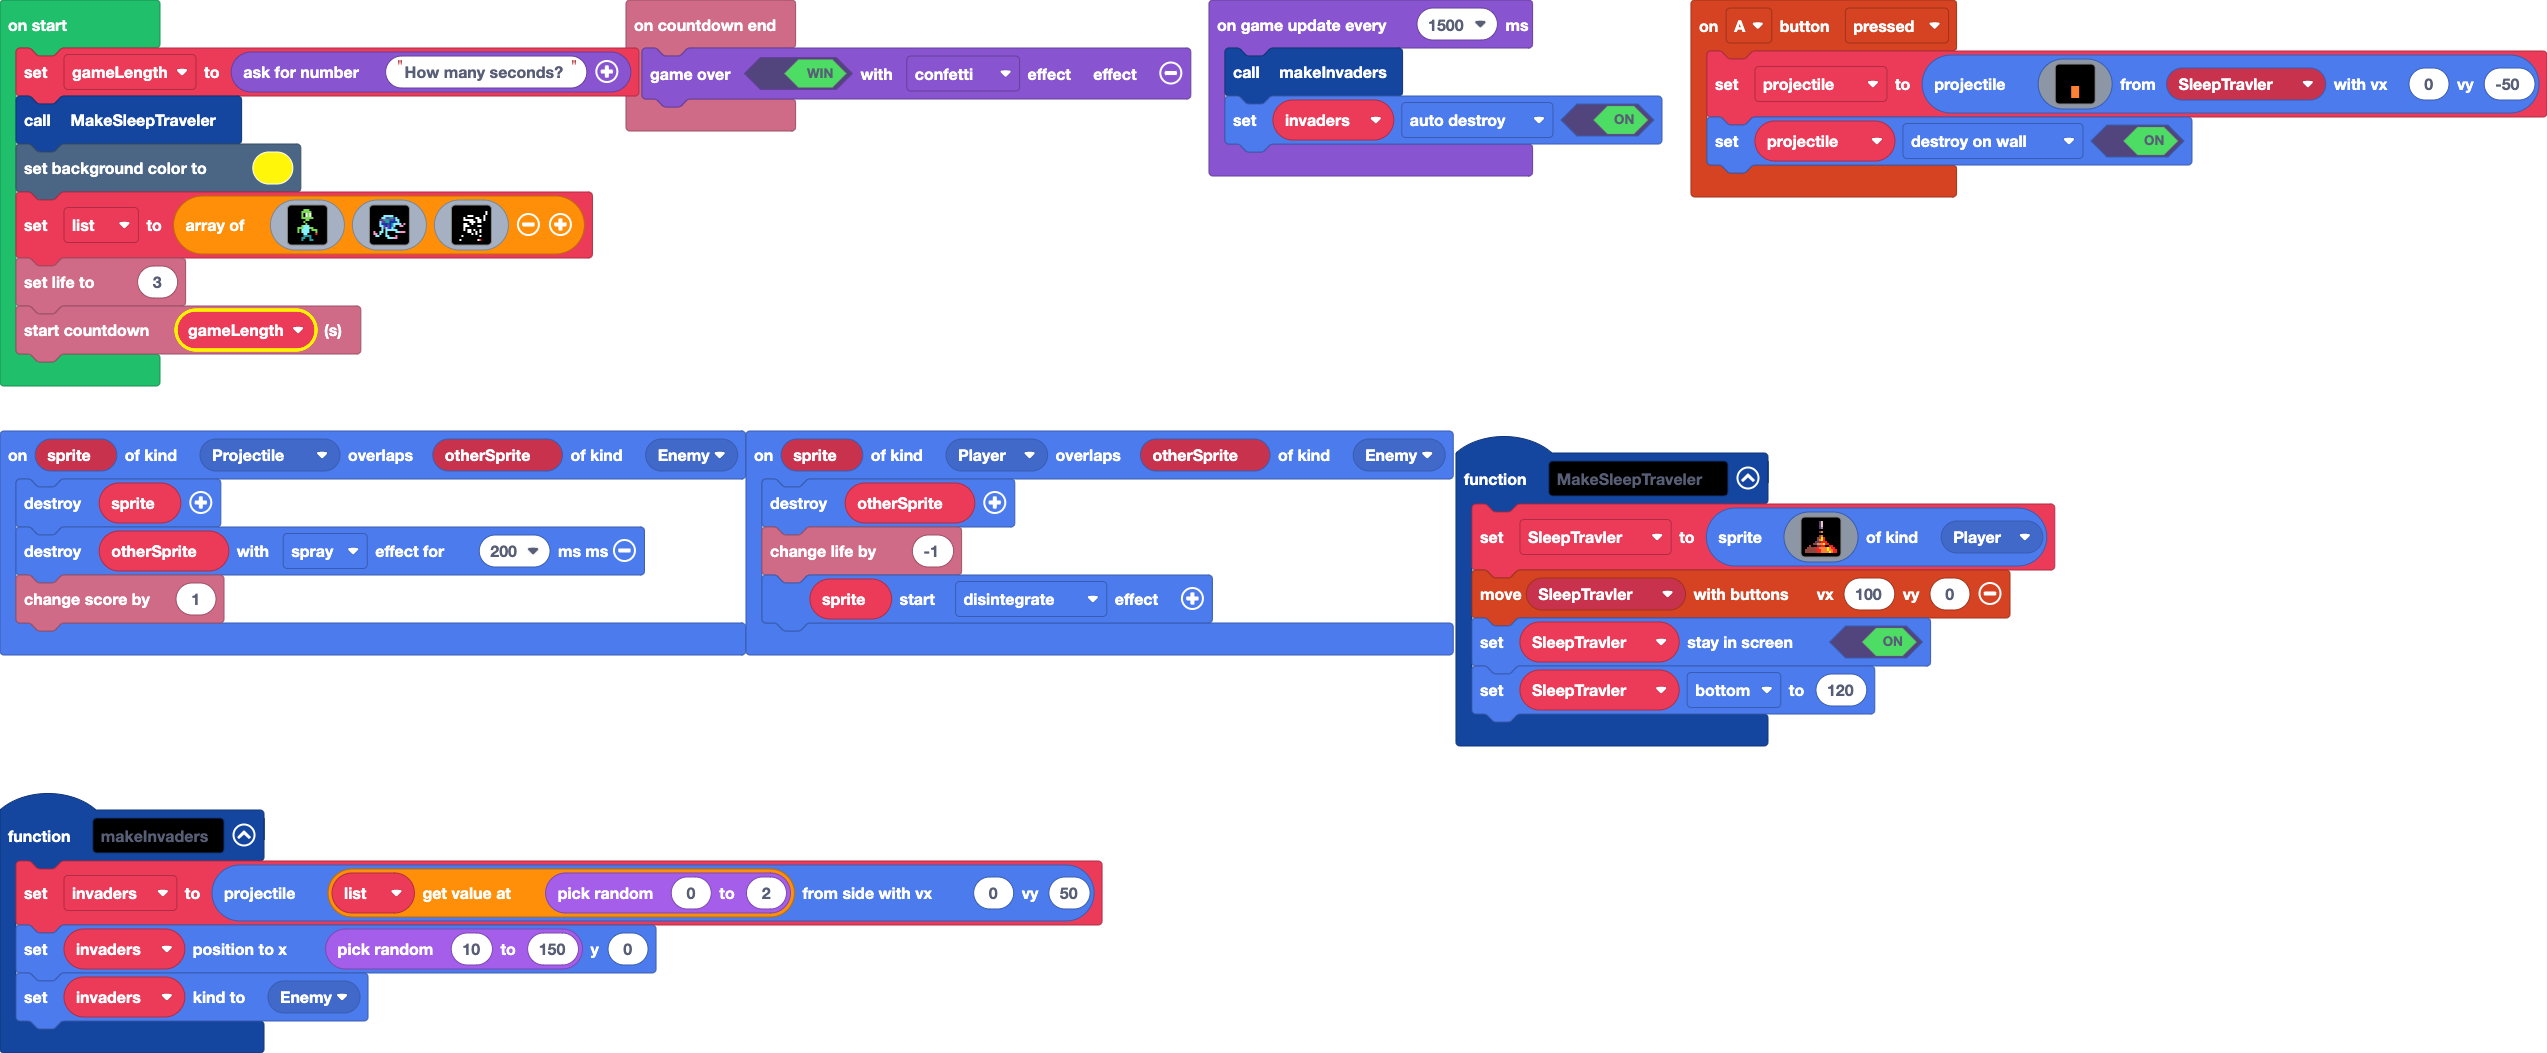 on start
set gameLength to ask for number "How many seconds?"
call MakeSleepTraveler
set background color to
set list to array of
set life to 3
start countdown gameLength (s)
on countdown end
game over WIN with confetti effect effect
on game update every 1500 ms
call makeInvaders
set invaders auto destroy ON
on A button pressed
set projectile to projectile from SleepTravler with vx 0 vy -50
set projectile destroy on wall ON
on sprite of kind Projectile overlaps otherSprite of kind Enemy
destroy sprite
destroy otherSprite with spray effect for 200 ms ms
change score by 1
on sprite of kind Player overlaps otherSprite of kind Enemy
destroy otherSprite
change life by -1
sprite start disintegrate effect
function MakeSleepTraveler
set SleepTravler to sprite of kind Player
move SleepTravler with buttons vx 100 vy 0
set SleepTravler stay in screen ON
set SleepTravler bottom to 120
function makeInvaders
set invaders to projectile list get value at pick random 0 to 2 from side with vx 0 vy 50
set invaders position to x pick random 10 to 150 y 0
set invaders kind to Enemy